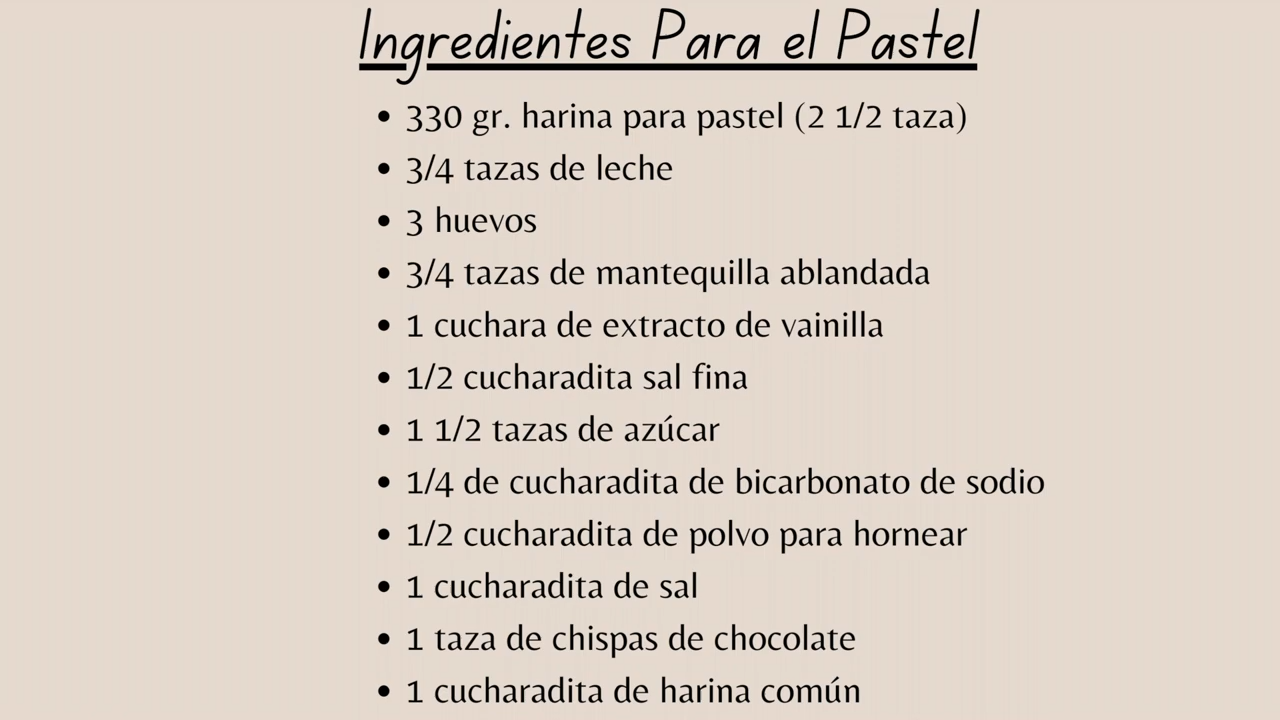 Ingredientes Para el Pastel
• 330 gr. harina para pastel (2 1/2 taza)
• 3/4 tazas de leche
• 3 huevos
• 3/4 tazas de mantequilla ablandada
• 1 cuchara de extracto de vainilla
• 1/2 cucharadita sal fina
• 1 1/2 tazas de azúcar
• 1/4 de cucharadita de bicarbonato de sodio
• 1/2 cucharadita de polvo para hornear
• 1 cucharadita de sal
• 1 taza de chispas de chocolate
• 1 cucharadita de harina común